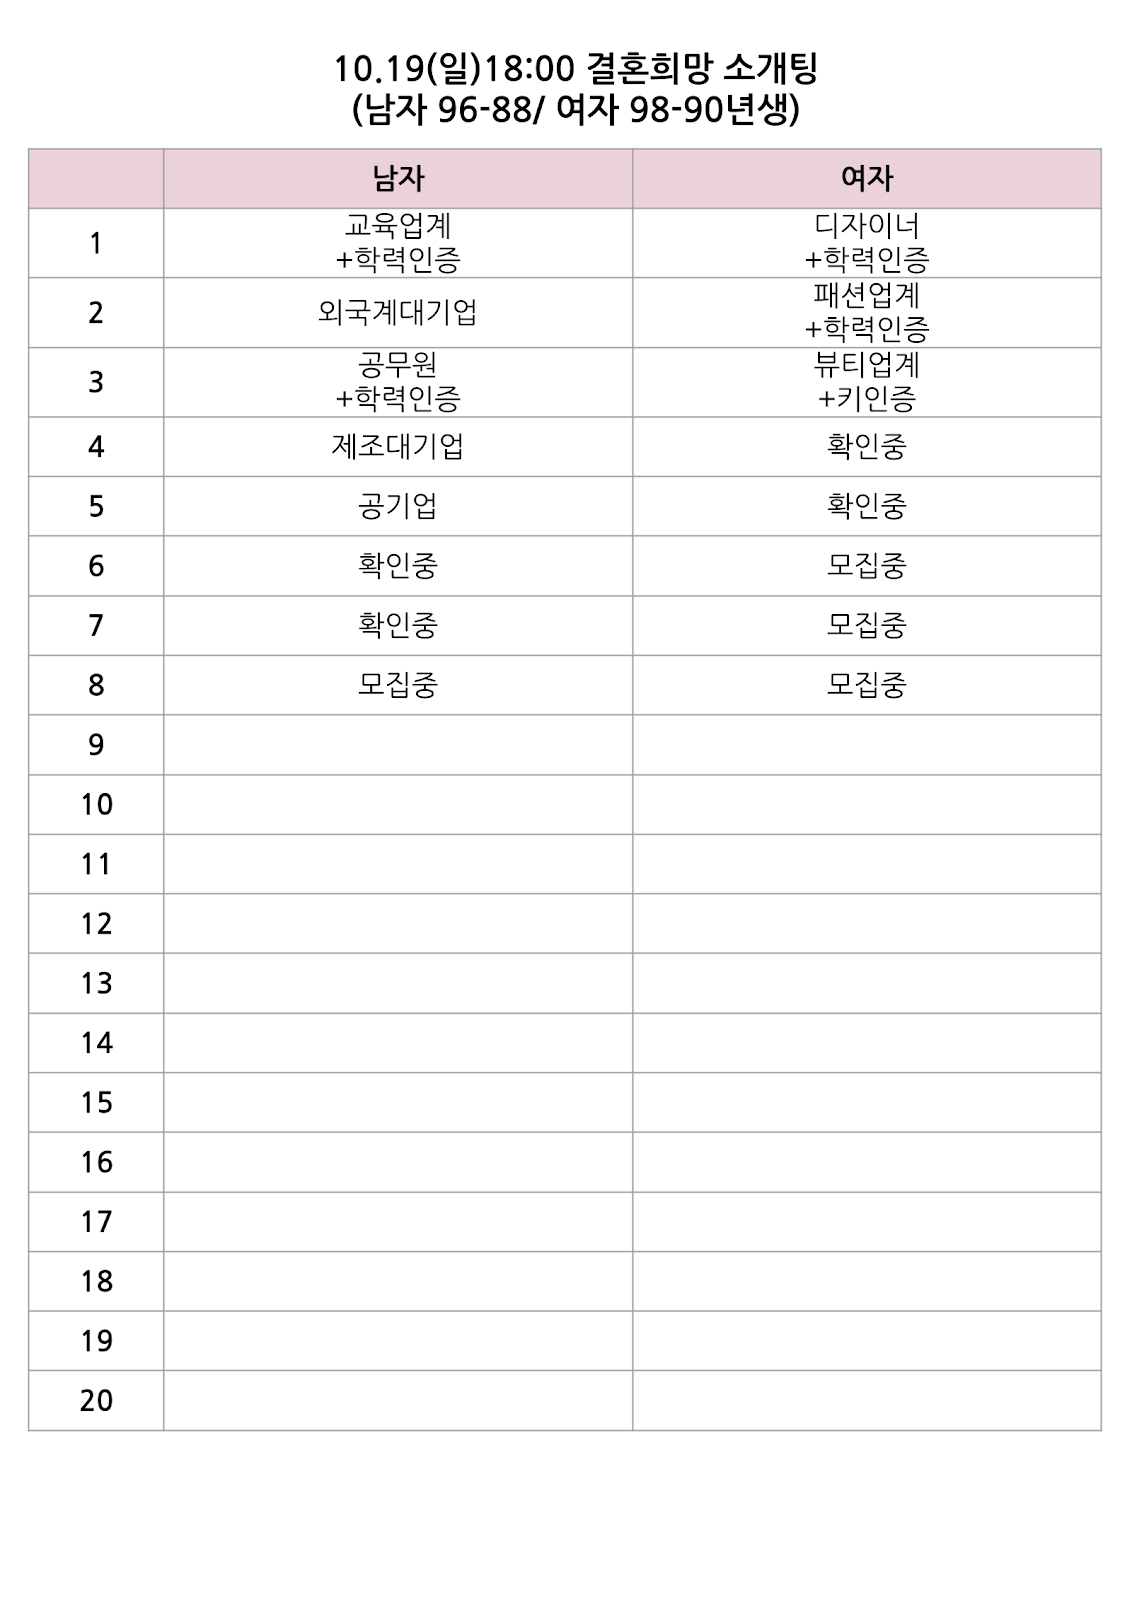 10.19(일)18:00 결혼희망 소개팅
(남자 96-88/ 여자 98-90년생)
남자 여자
1 교육업계 +학력인증 디자이너 +학력인증
2 외국계대기업 패션업계 +학력인증
3 공무원 +학력인증 뷰티업계 +키인증
4 제조대기업 확인중
5 공기업 확인중
6 확인중 모집중
7 확인중 모집중
8 모집중 모집중
9
10
11
12
13
14
15
16
17
18
19
20